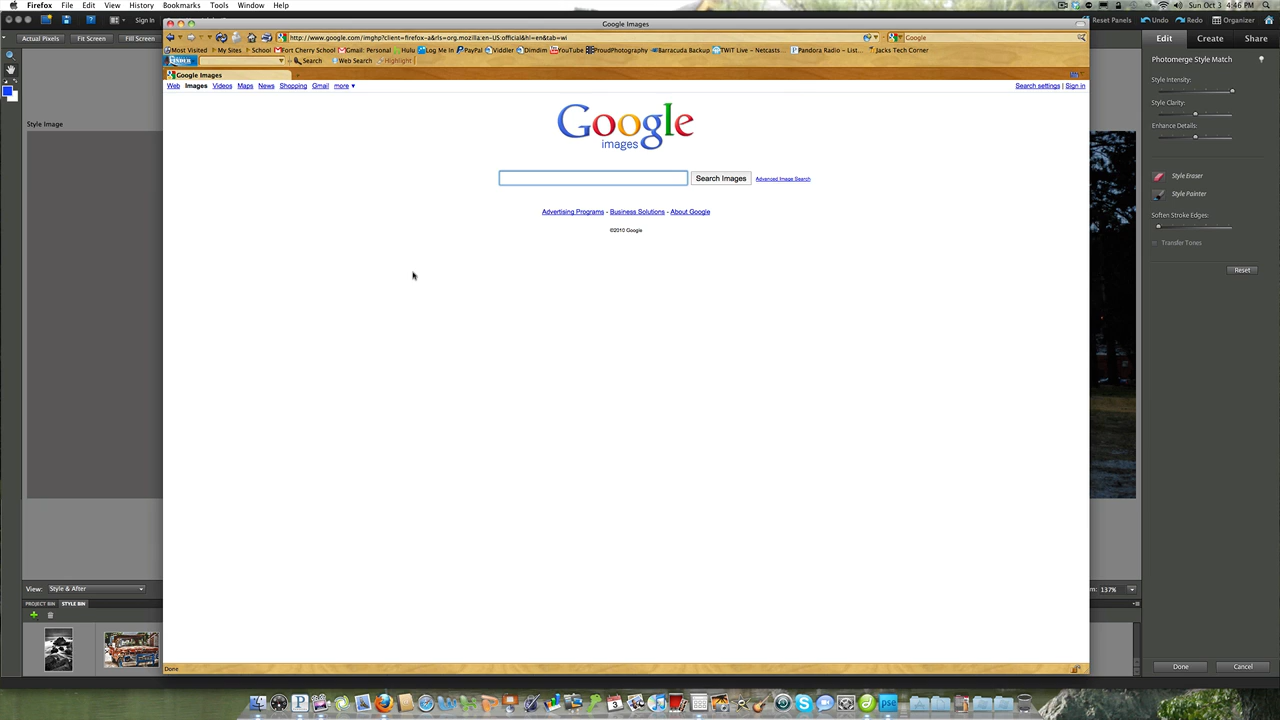 Firefox File Edit View History Bookmarks Tools Window Help Sun Oct 3 4:46 PM
Sign In Google Images Reset Panels Undo Redo Organizer
Actual Pixels Fit Screen Fill Screen http://www.google.com/imghp?client=firefox-a&rls=org.mozilla:en-US:official&hl=en&tab=wi Google Edit Create Share
Most Visited My Sites School Fort Cherry School Gmail: Personal Hulu Log Me In PayPal Viddler Dimdim YouTube ProudPhotography Barracuda Backup TWiT Live - Netcasts... Pandora Radio - List... Jacks Tech Corner
Search Web Search Highlight Photomerge Style Match
Google Images
Web Images Videos Maps News Shopping Gmail more ▼ Search settings | Sign in
Style Intensity:
Style Clarity:
Enhance Details:
Style Image
Google
images
Search Images Advanced Image Search
Style Eraser
Style Painter
Advertising Programs - Business Solutions - About Google
Soften Stroke Edges:
©2010 Google
Transfer Tones
Reset
View: Style & After m: 137%
PROJECT BIN STYLE BIN
Done
Done Cancel
3
pse